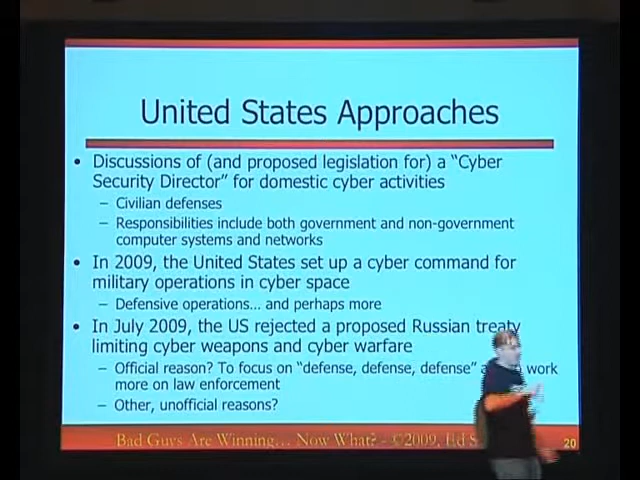 United States Approaches
• Discussions of (and proposed legislation for) a “Cyber
Security Director” for domestic cyber activities
– Civilian defenses
– Responsibilities include both government and non-government
computer systems and networks
• In 2009, the United States set up a cyber command for
military operations in cyber space
– Defensive operations… and perhaps more
• In July 2009, the US rejected a proposed Russian treaty
limiting cyber weapons and cyber warfare
– Official reason? To focus on “defense, defense, defense” work
more on law enforcement
– Other, unofficial reasons?
Bad Guys Are Winning… Now What? - ©2009, Ed S
20